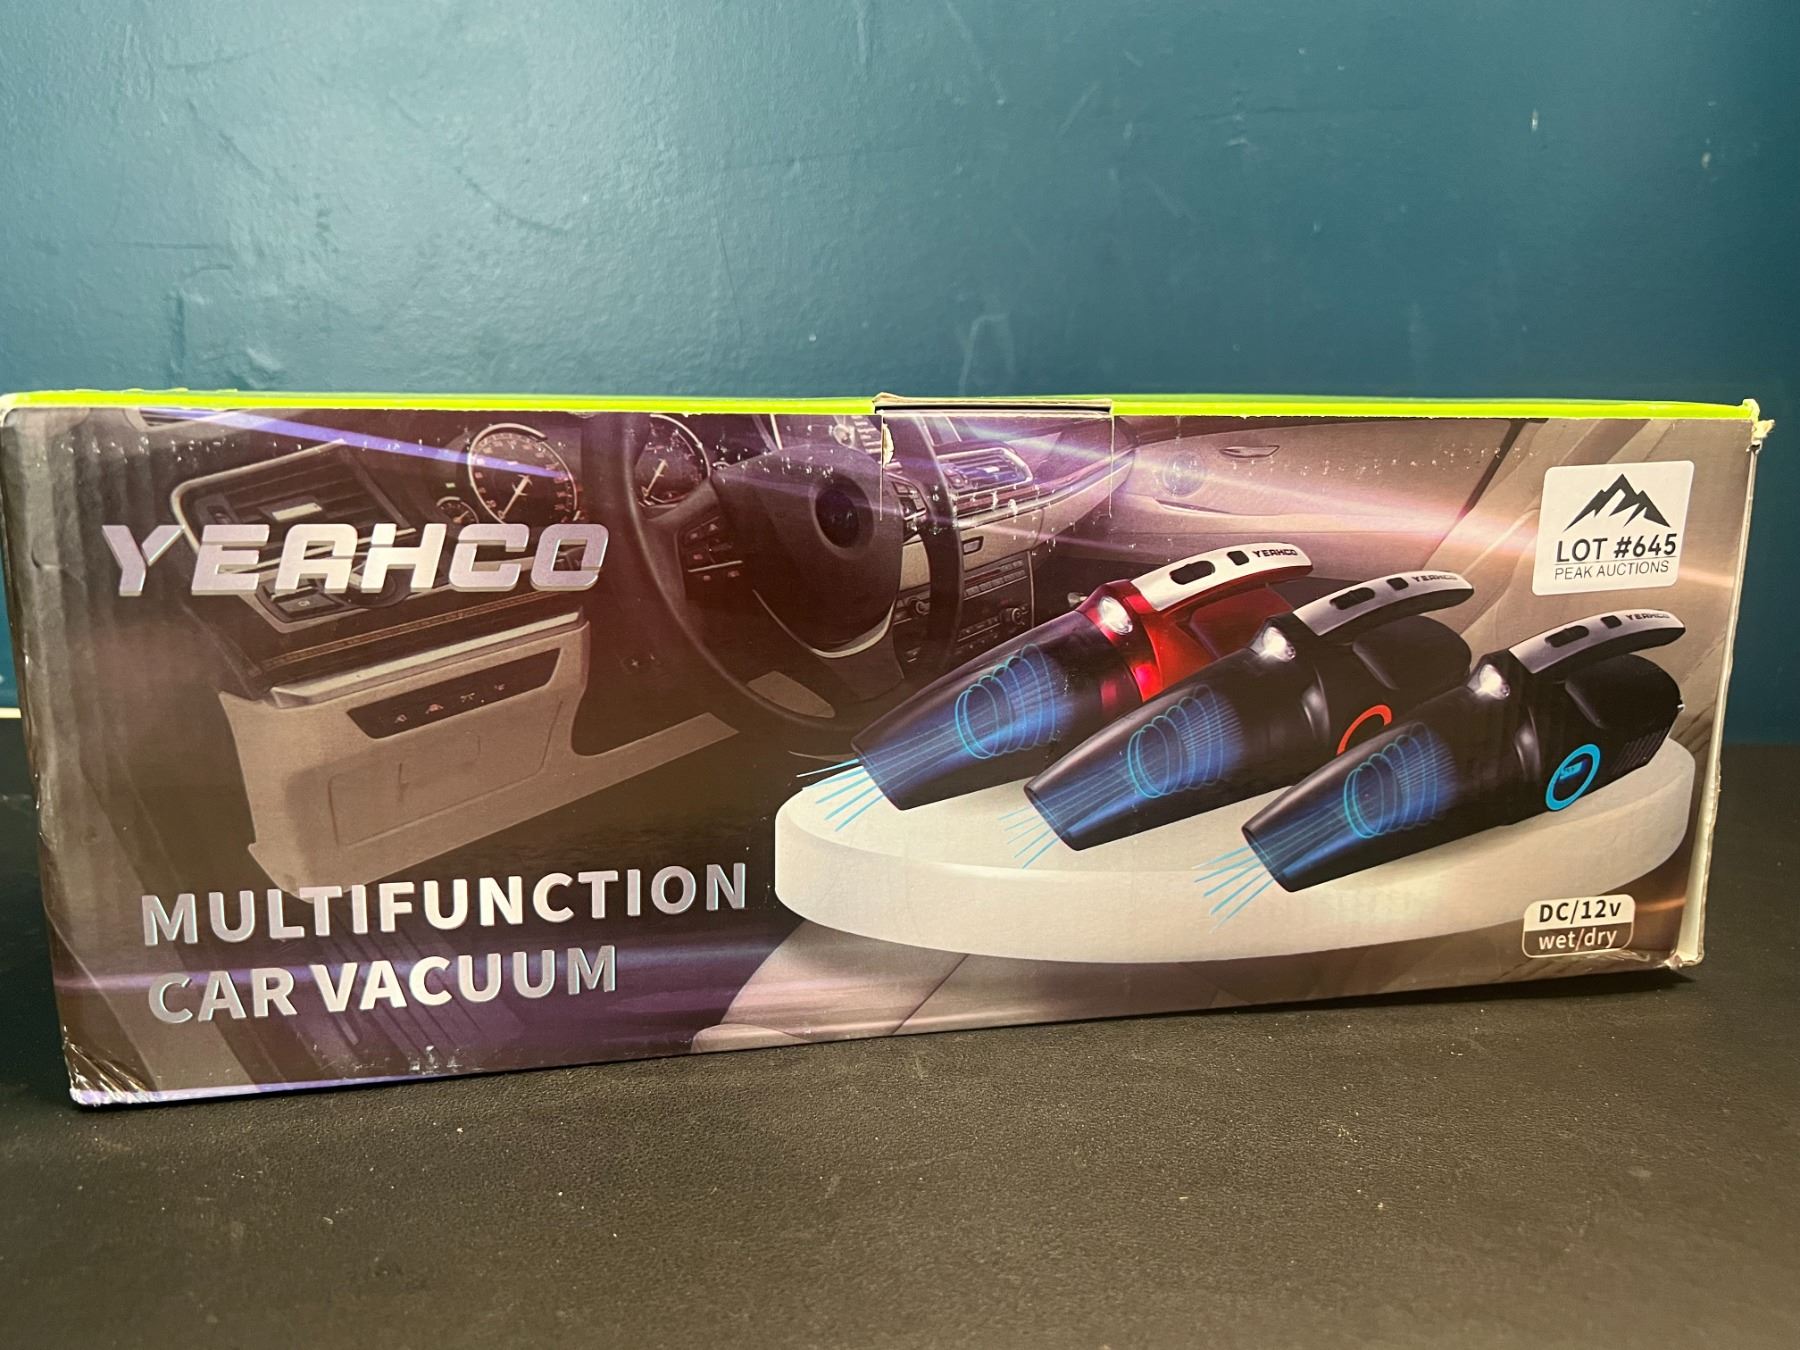 YEAHCO
LOT #645
PEAK AUCTIONS
YEAHCO
YEAHCO
YEAHCO
MULTIFUNCTION
CAR VACUUM
DC/12v
wet/dry